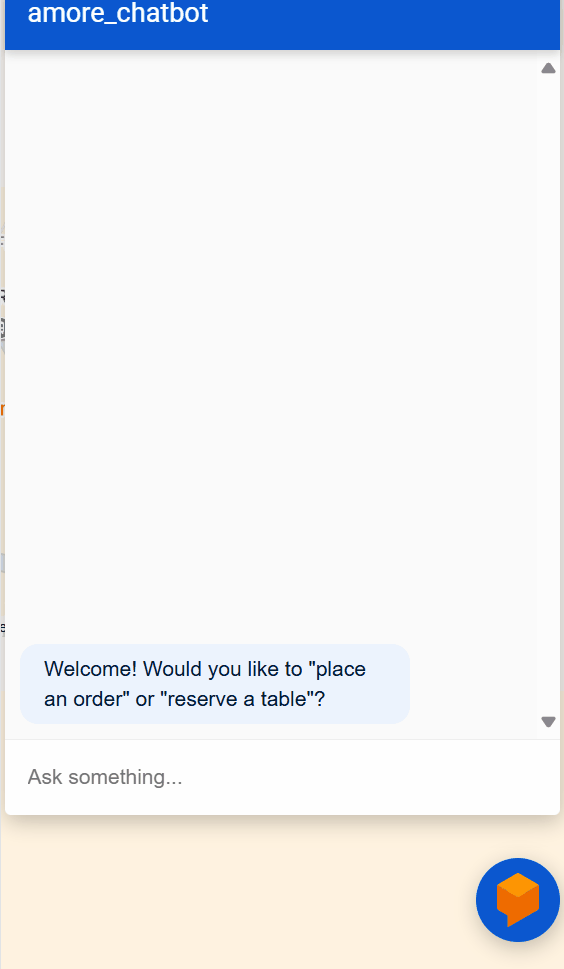 amore_chatbot
Welcome! Would you like to "place
an order" or "reserve a table"?
Ask something...